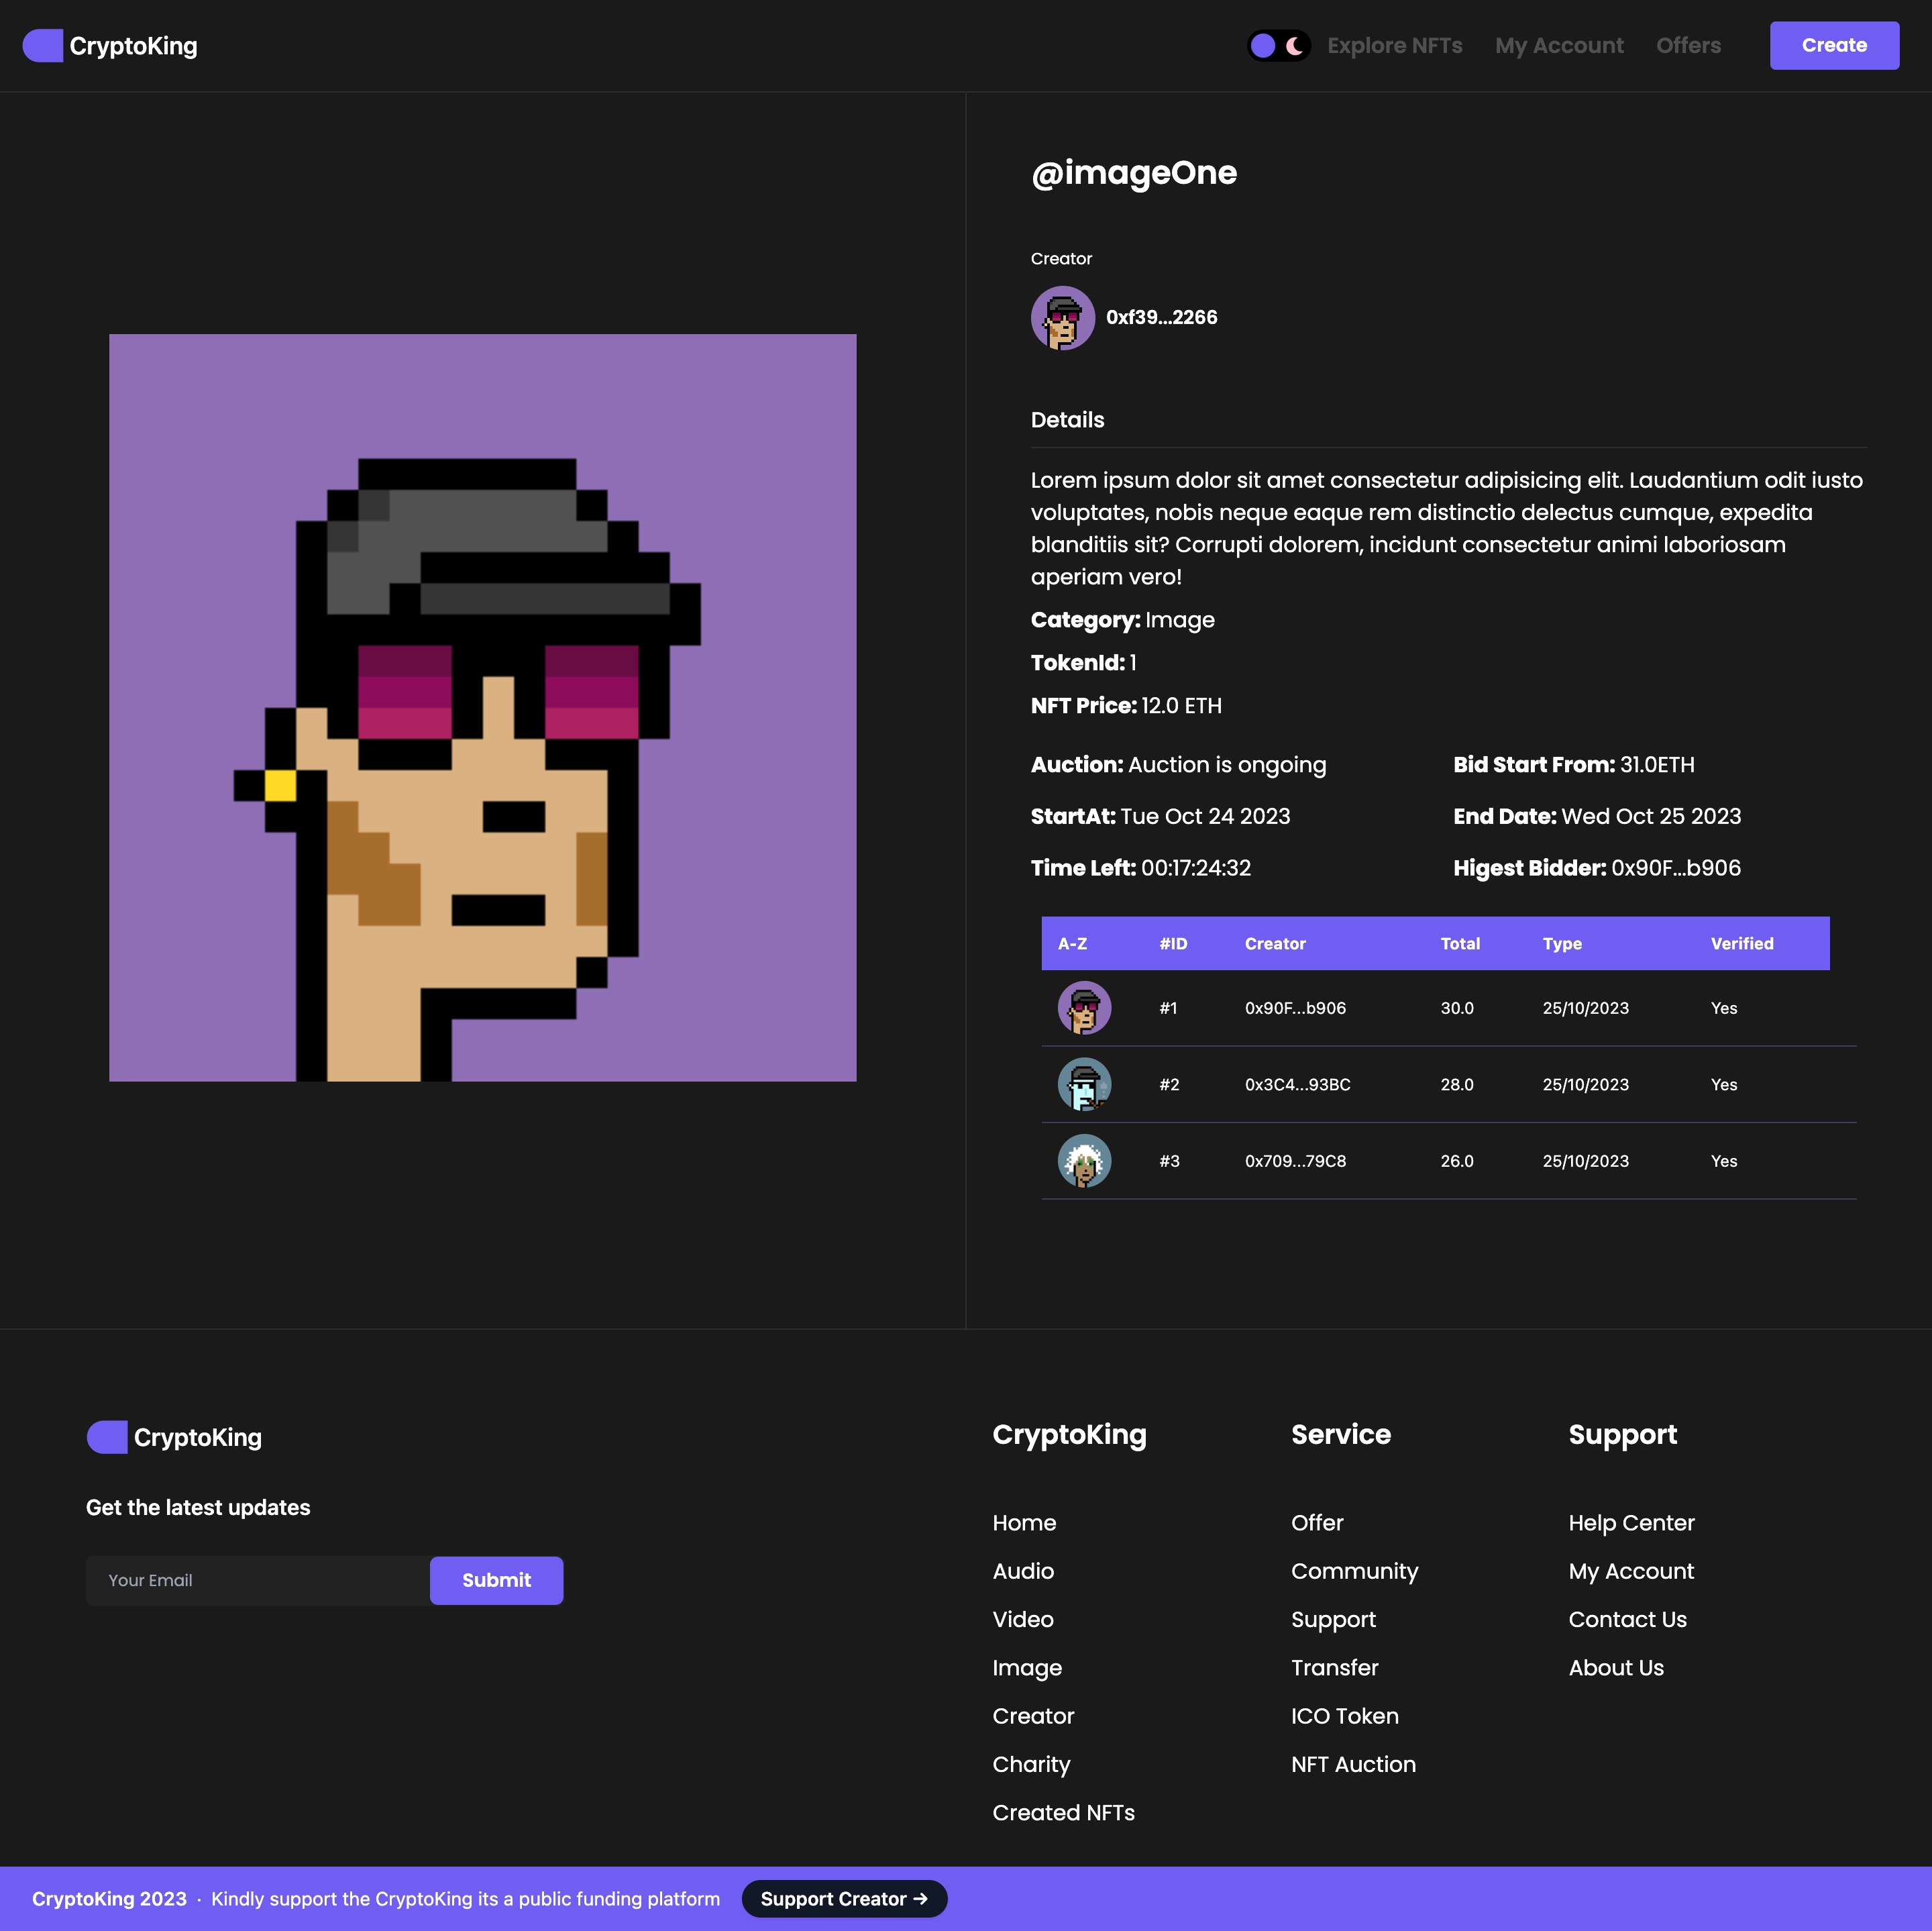 CryptoKing
Explore NFTs My Account Offers Create
@imageOne
Creator
0xf39...2266
Details
Lorem ipsum dolor sit amet consectetur adipisicing elit. Laudantium odit iusto
voluptates, nobis neque eaque rem distinctio delectus cumque, expedita
blanditiis sit? Corrupti dolorem, incidunt consectetur animi laboriosam
aperiam vero!
Category: Image
TokenId: 1
NFT Price: 12.0 ETH
Auction: Auction is ongoing Bid Start From: 31.0ETH
StartAt: Tue Oct 24 2023 End Date: Wed Oct 25 2023
Time Left: 00:17:24:32 Higest Bidder: 0x90F...b906
A-Z #ID Creator Total Type Verified
#1 0x90F...b906 30.0 25/10/2023 Yes
#2 0x3C4...93BC 28.0 25/10/2023 Yes
#3 0x709...79C8 26.0 25/10/2023 Yes
CryptoKing
Get the latest updates
Your Email Submit
CryptoKing
Home
Audio
Video
Image
Creator
Charity
Created NFTs
Service
Offer
Community
Support
Transfer
ICO Token
NFT Auction
Support
Help Center
My Account
Contact Us
About Us
CryptoKing 2023 · Kindly support the CryptoKing its a public funding platform Support Creator →